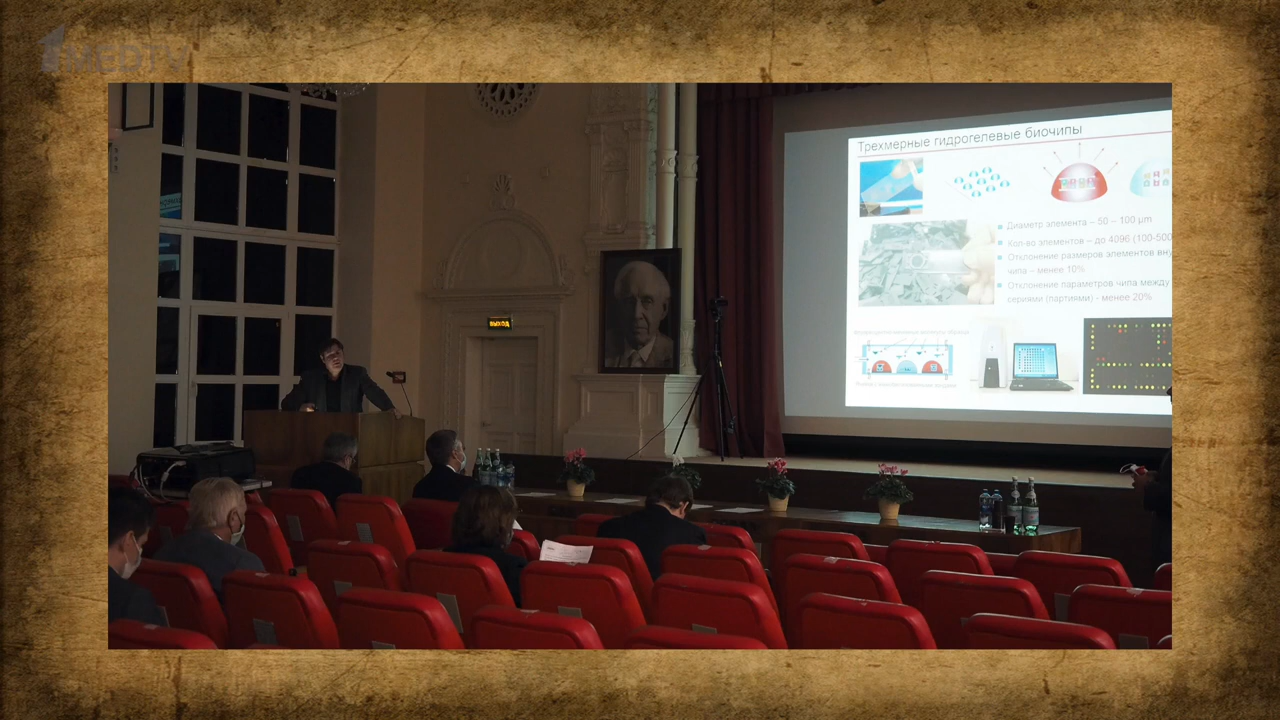 1MEDTV
Трехмерные гидрогелевые биочипы
Диаметр элемента – 50 – 100 μm
Кол-во элементов – до 4096 (100-500
Отклонение размеров элементов вну
чипа – менее 10%
Отклонение параметров чипа между
сериями (партиями) - менее 20%
ВЫХОД